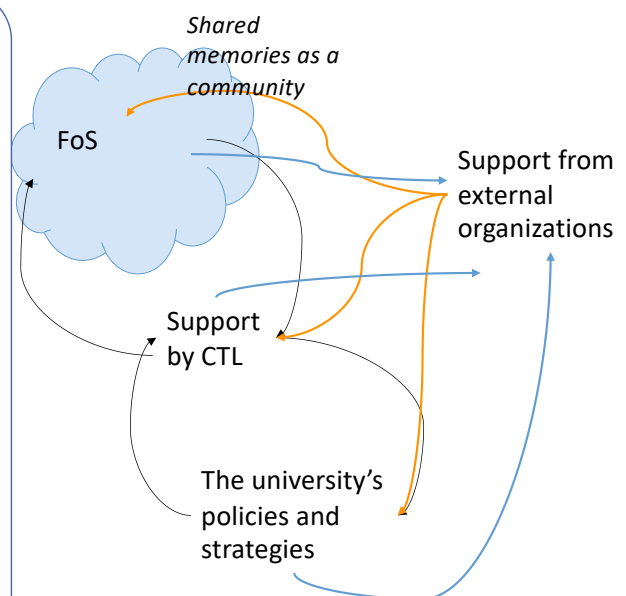 Shared
memories as a
community
FoS
Support from
external
organizations
Support
by CTL
The university’s
policies and
strategies